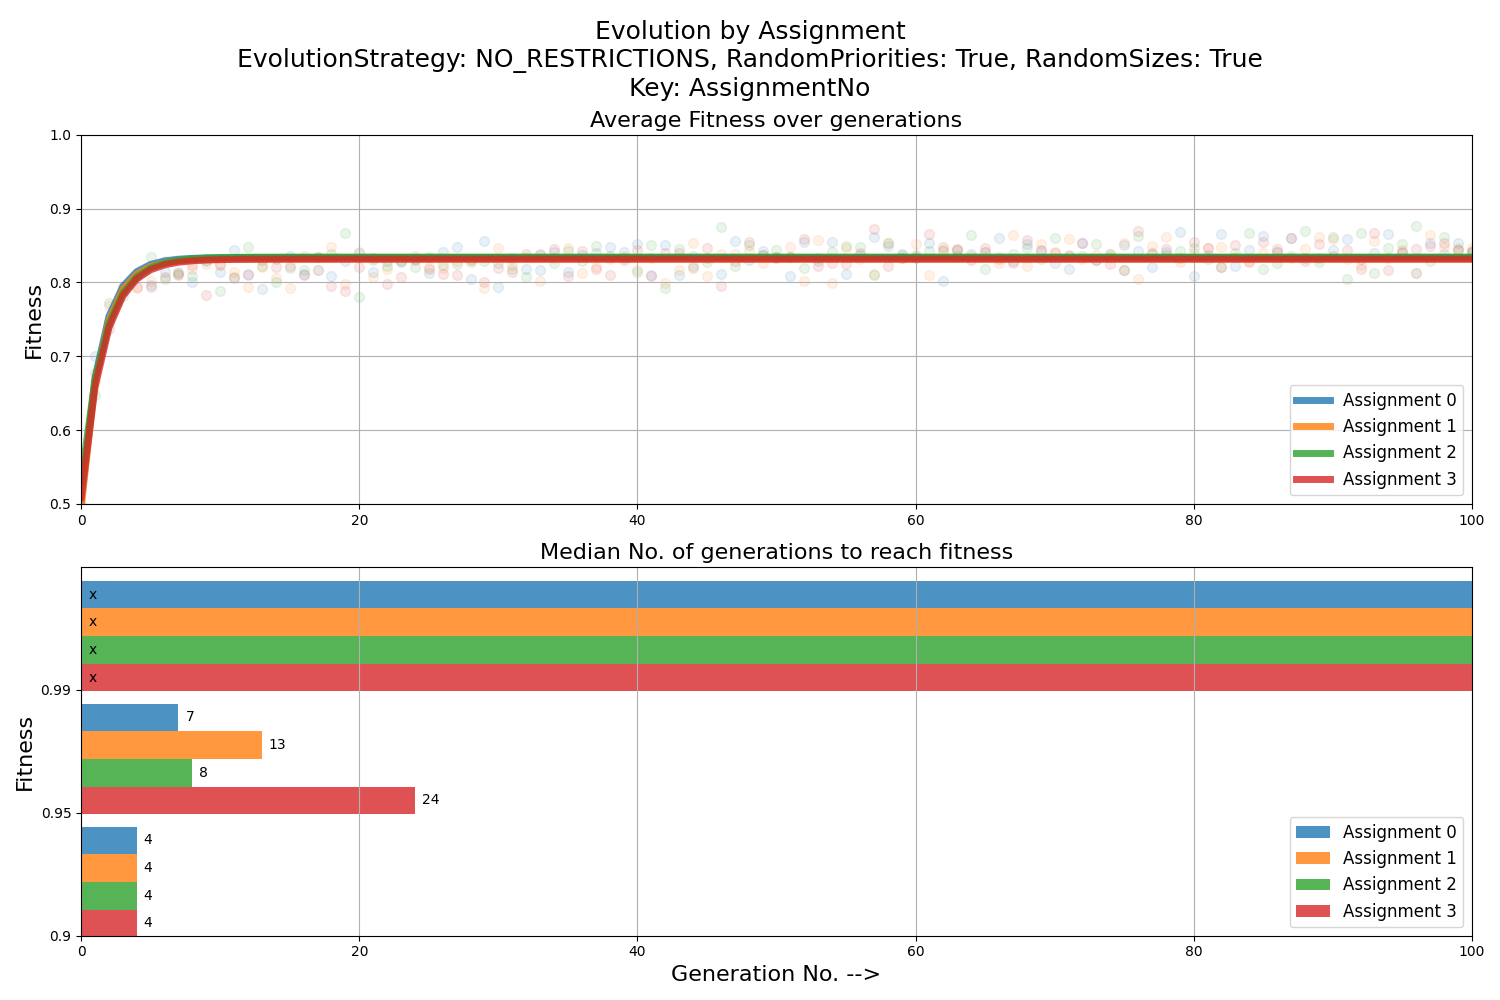 Evolution by Assignment
EvolutionStrategy: NO_RESTRICTIONS, RandomPriorities: True, RandomSizes: True
Key: AssignmentNo
Average Fitness over generations
1.0
0.9
0.8
0.7
0.6
0.5
Fitness
0
20
40
60
80
100
Assignment 0
Assignment 1
Assignment 2
Assignment 3
Median No. of generations to reach fitness
x
x
x
x
0.99
7
13
8
24
0.95
4
4
4
4
0.9
Fitness
Assignment 0
Assignment 1
Assignment 2
Assignment 3
0
20
40
60
80
100
Generation No. -->